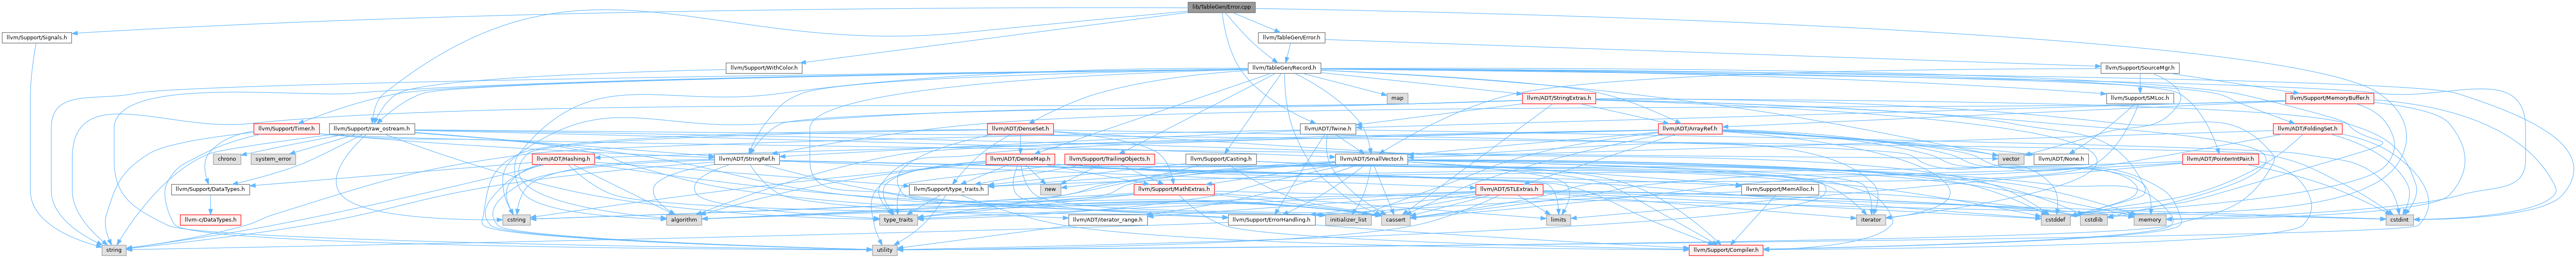 lib/TableGen/Error.cpp
llvm/Support/Signals.h
llvm/TableGen/Error.h
llvm/Support/WithColor.h
llvm/TableGen/Record.h
llvm/Support/SourceMgr.h
map
llvm/ADT/StringExtras.h
llvm/Support/SMLoc.h
llvm/Support/MemoryBuffer.h
llvm/Support/Timer.h
llvm/Support/raw_ostream.h
llvm/ADT/DenseSet.h
llvm/ADT/Twine.h
llvm/ADT/ArrayRef.h
llvm/ADT/FoldingSet.h
chrono
system_error
llvm/ADT/Hashing.h
llvm/ADT/StringRef.h
llvm/ADT/DenseMap.h
llvm/Support/TrailingObjects.h
llvm/Support/Casting.h
llvm/ADT/SmallVector.h
vector
llvm/ADT/None.h
llvm/ADT/PointerIntPair.h
llvm/Support/DataTypes.h
llvm/Support/type_traits.h
new
llvm/Support/MathExtras.h
llvm/ADT/STLExtras.h
llvm/Support/MemAlloc.h
llvm-c/DataTypes.h
cstring
algorithm
type_traits
llvm/ADT/iterator_range.h
llvm/Support/ErrorHandling.h
initializer_list
cassert
limits
iterator
cstddef
cstdlib
memory
cstdint
string
utility
llvm/Support/Compiler.h